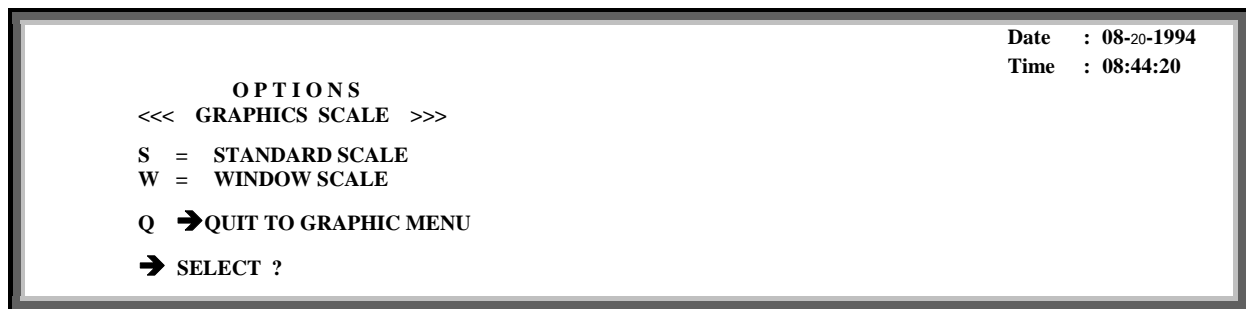 Date : 08-20-1994
Time : 08:44:20
O P T I O N S
<<< GRAPHICS SCALE >>>
S = STANDARD SCALE
W = WINDOW SCALE
Q ➔QUIT TO GRAPHIC MENU
➔ SELECT ?